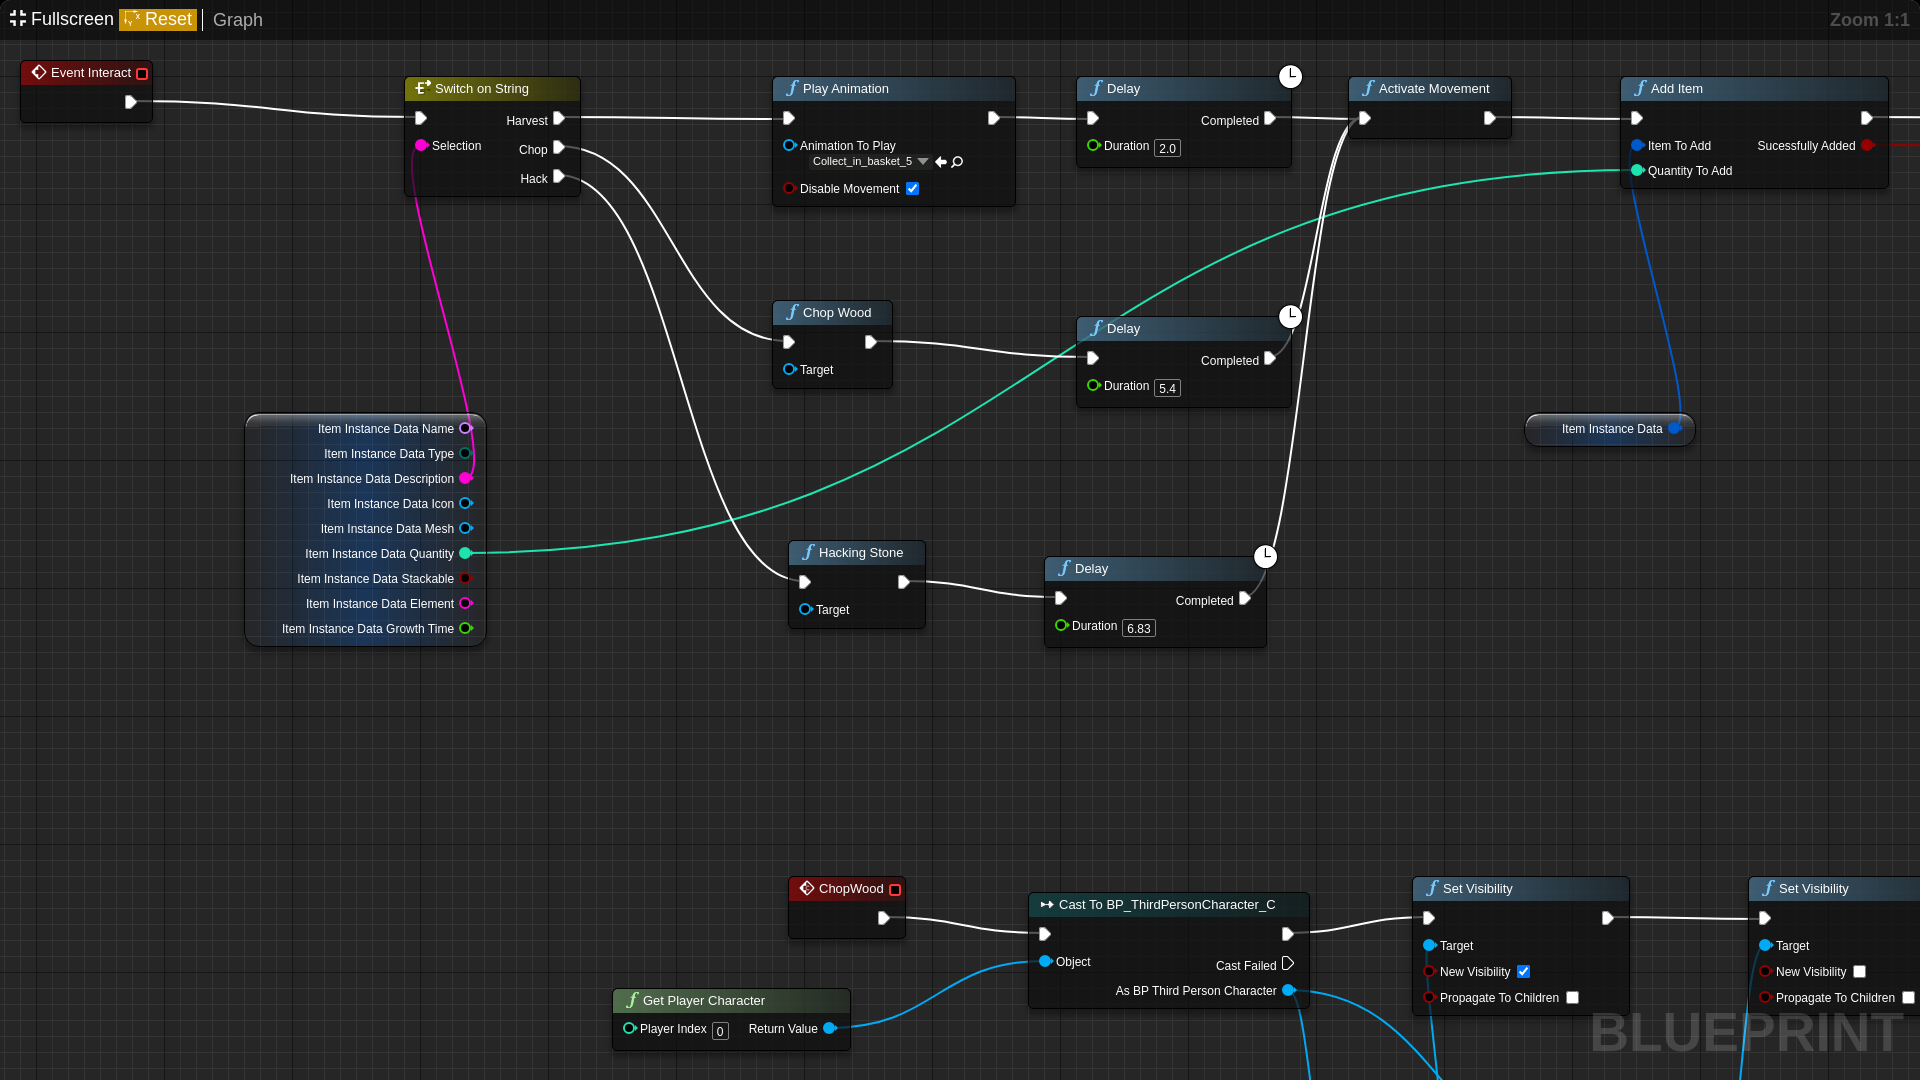 Fullscreen Reset Graph Zoom 1:1
Event Interact
Switch on String
Harvest
Selection
Chop
Hack
Play Animation
Animation To Play
Collect_in_basket_5
Disable Movement
Delay
Completed
Duration 2.0
Activate Movement
Add Item
Item To Add Sucessfully Added
Quantity To Add
Chop Wood
Target
Delay
Completed
Duration 5.4
Item Instance Data
Item Instance Data Name
Item Instance Data Type
Item Instance Data Description
Item Instance Data Icon
Item Instance Data Mesh
Item Instance Data Quantity
Item Instance Data Stackable
Item Instance Data Element
Item Instance Data Growth Time
Hacking Stone
Target
Delay
Completed
Duration 6.83
ChopWood
Cast To BP_ThirdPersonCharacter_C
Object
Cast Failed
As BP Third Person Character
Get Player Character
Player Index 0 Return Value
Set Visibility
Target
New Visibility
Propagate To Children
Set Visibility
Target
New Visibility
Propagate To Children
BLUEPRINT